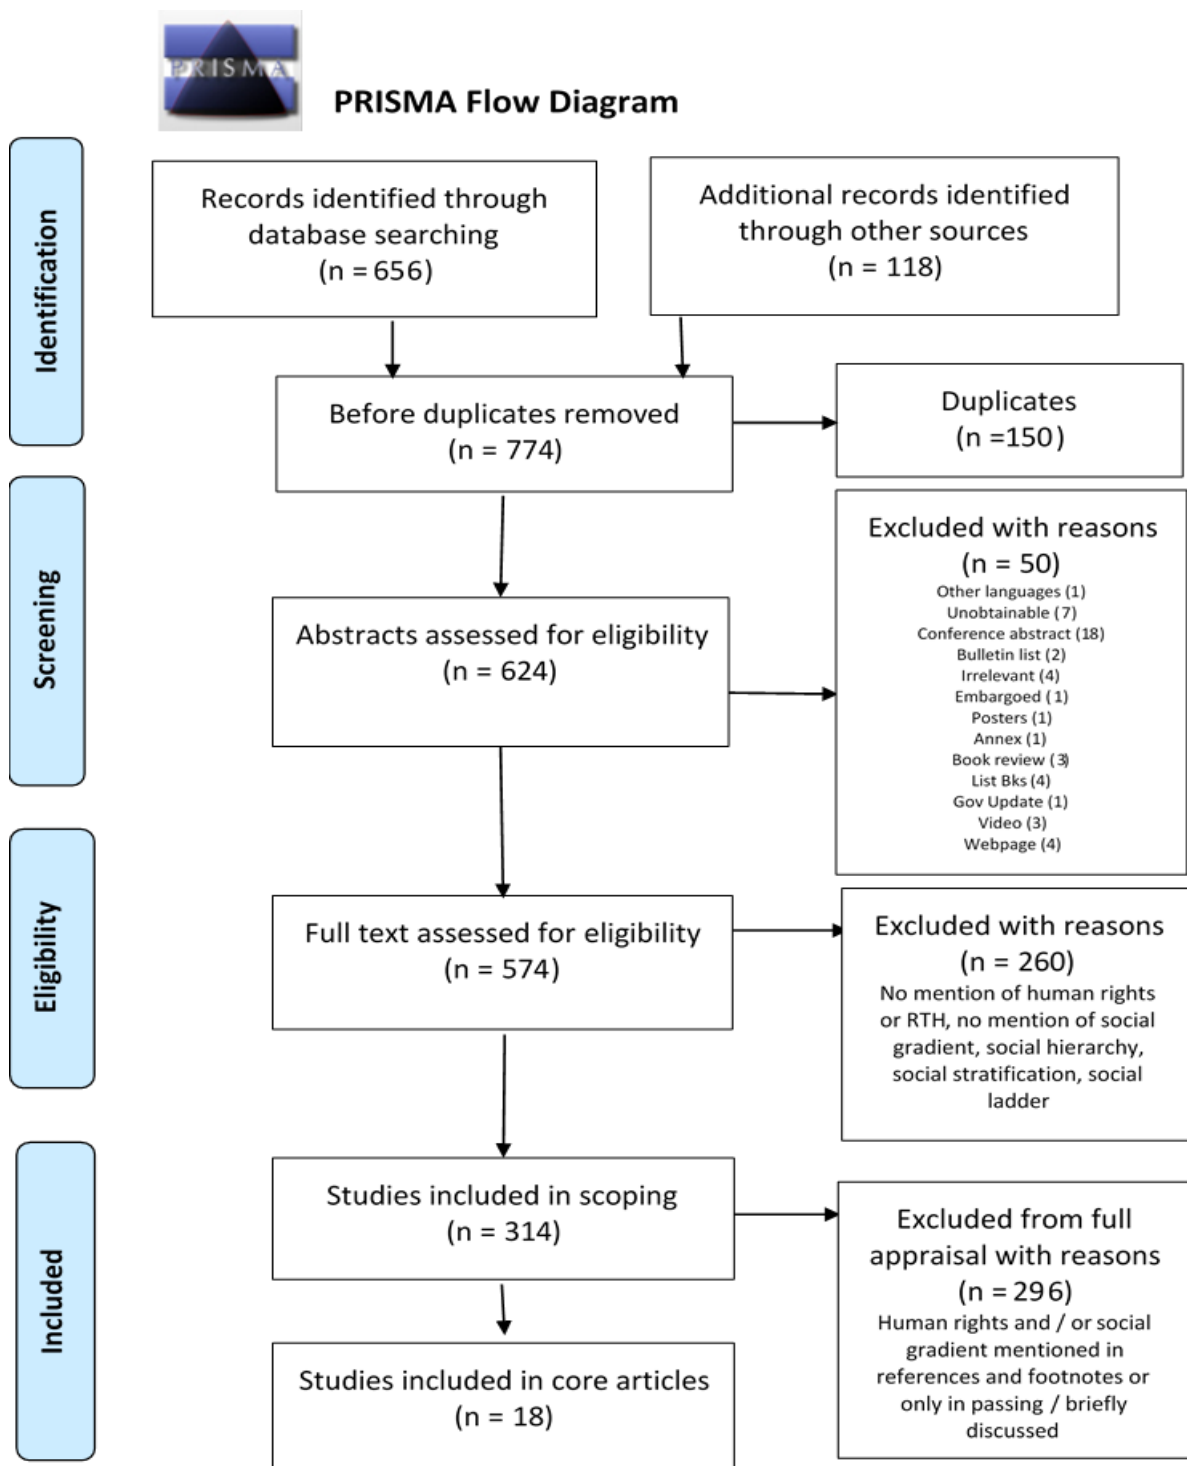 PRISMA
PRISMA Flow Diagram
Identification
Records identified through
database searching
(n = 656)
Additional records identified
through other sources
(n = 118)
Before duplicates removed
(n = 774)
Duplicates
(n =150)
Screening
Abstracts assessed for eligibility
(n = 624)
Excluded with reasons
(n = 50)
Other languages (1)
Unobtainable (7)
Conference abstract (18)
Bulletin list (2)
Irrelevant (4)
Embargoed (1)
Posters (1)
Annex (1)
Book review (3)
List Bks (4)
Gov Update (1)
Video (3)
Webpage (4)
Eligibility
Full text assessed for eligibility
(n = 574)
Excluded with reasons
(n = 260)
No mention of human rights
or RTH, no mention of social
gradient, social hierarchy,
social stratification, social
ladder
Included
Studies included in scoping
(n = 314)
Excluded from full
appraisal with reasons
(n = 296)
Human rights and / or social
gradient mentioned in
references and footnotes or
only in passing / briefly
discussed
Studies included in core articles
(n = 18)